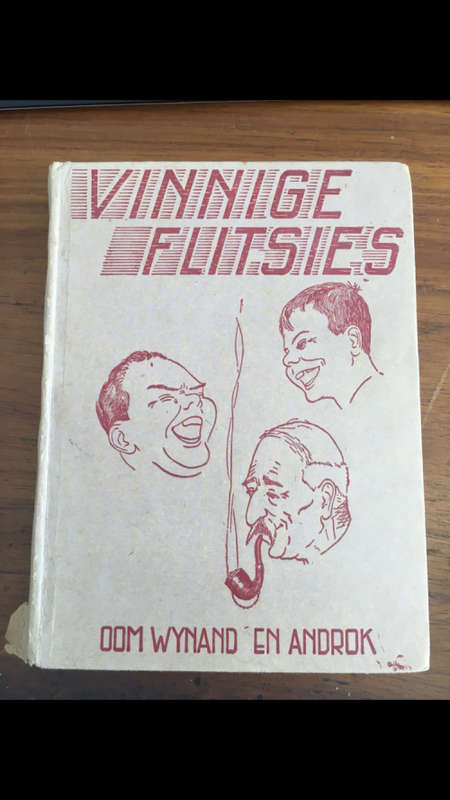 VINNIGE
FLITSIES
OOM WYNAND EN ANDROK